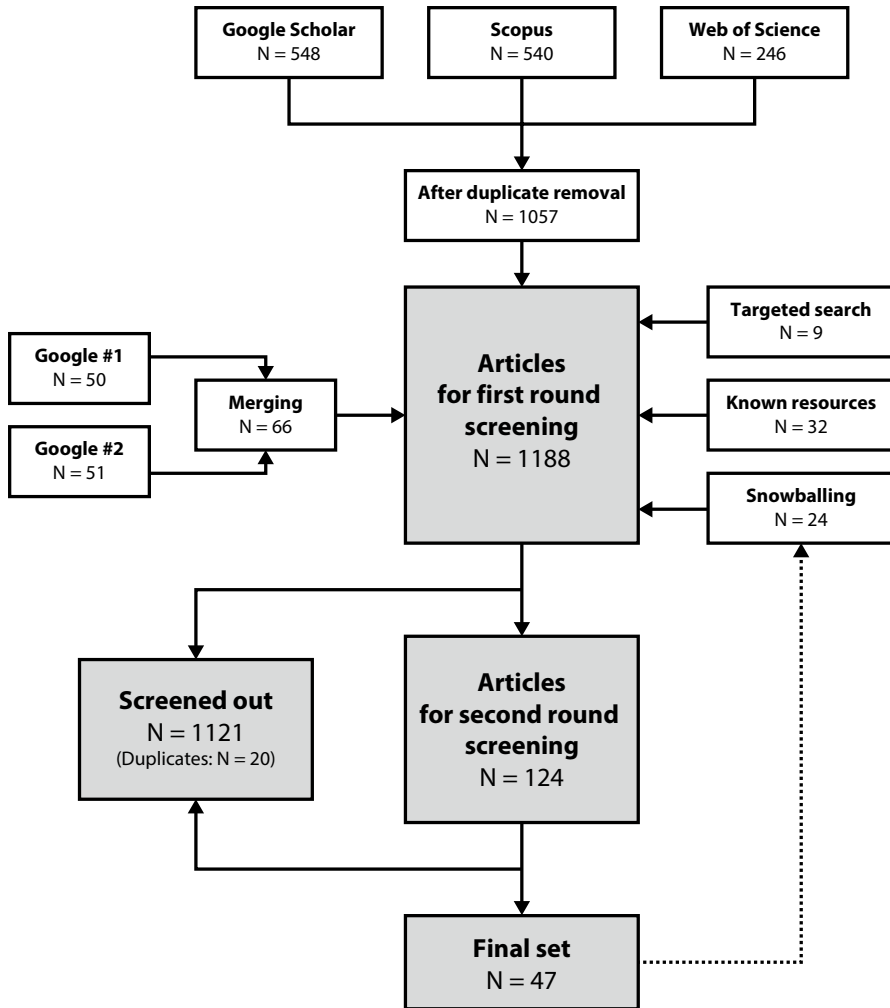 Google Scholar
N = 548
Scopus
N = 540
Web of Science
N = 246
After duplicate removal
N = 1057
Google #1
N = 50
Google #2
N = 51
Merging
N = 66
Articles
for first round
screening
N = 1188
Targeted search
N = 9
Known resources
N = 32
Snowballing
N = 24
Screened out
N = 1121
(Duplicates: N = 20)
Articles
for second round
screening
N = 124
Final set
N = 47